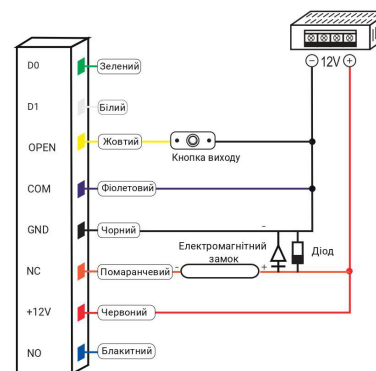 12V
D0 Зелений
D1 Білий
OPEN Жовтий
Кнопка виходу
COM Фіолетовий
GND Чорний
Електромагнітний
замок
Діод
NC Помаранчевий
+12V Червоний
NO Блакитний